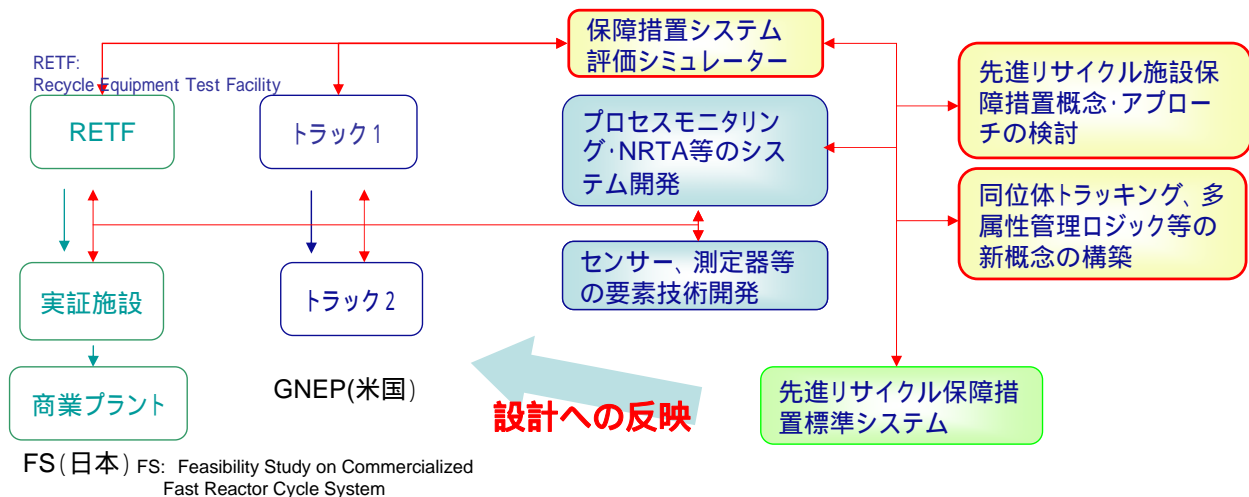 保障措置システム
評価シミュレーター
RETF:
Recycle Equipment Test Facility
RETF
トラック1
プロセスモニタリン
グ・NRTA等のシス
テム開発
先進リサイクル施設保
障措置概念・アプロー
チの検討
同位体トラッキング、多
属性管理ロジック等の
新概念の構築
センサー、測定器等
の要素技術開発
実証施設
トラック2
商業プラント
GNEP(米国)
設計への反映
先進リサイクル保障措
置標準システム
FS(日本) FS: Feasibility Study on Commercialized
Fast Reactor Cycle System